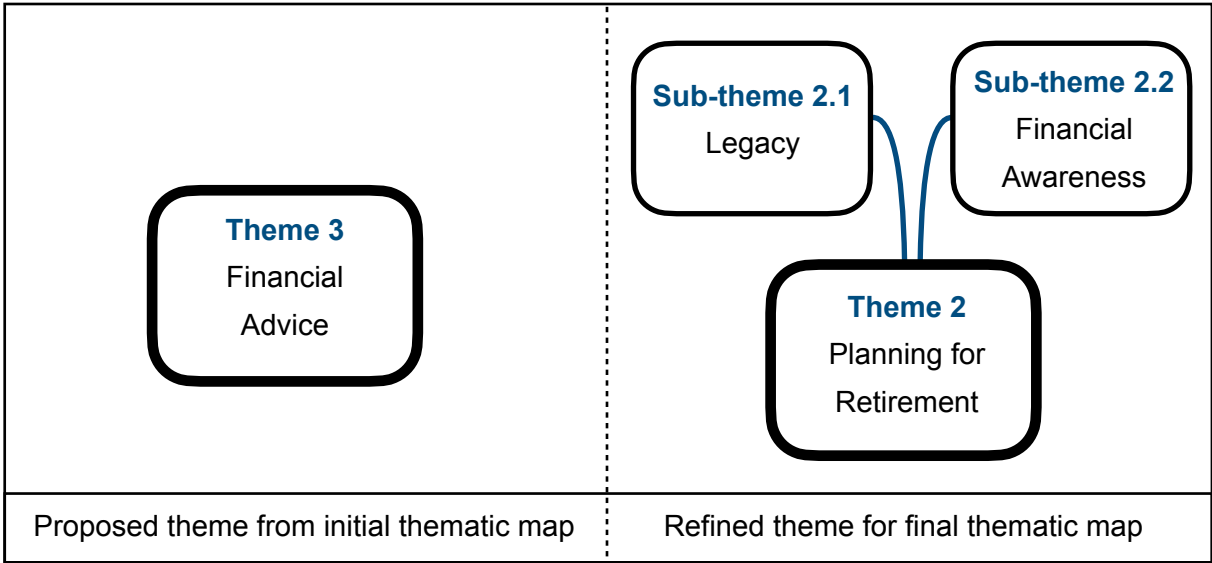 Theme 3
Financial
Advice
Sub-theme 2.1
Legacy
Sub-theme 2.2
Financial
Awareness
Theme 2
Planning for
Retirement
Proposed theme from initial thematic map
Refined theme for final thematic map